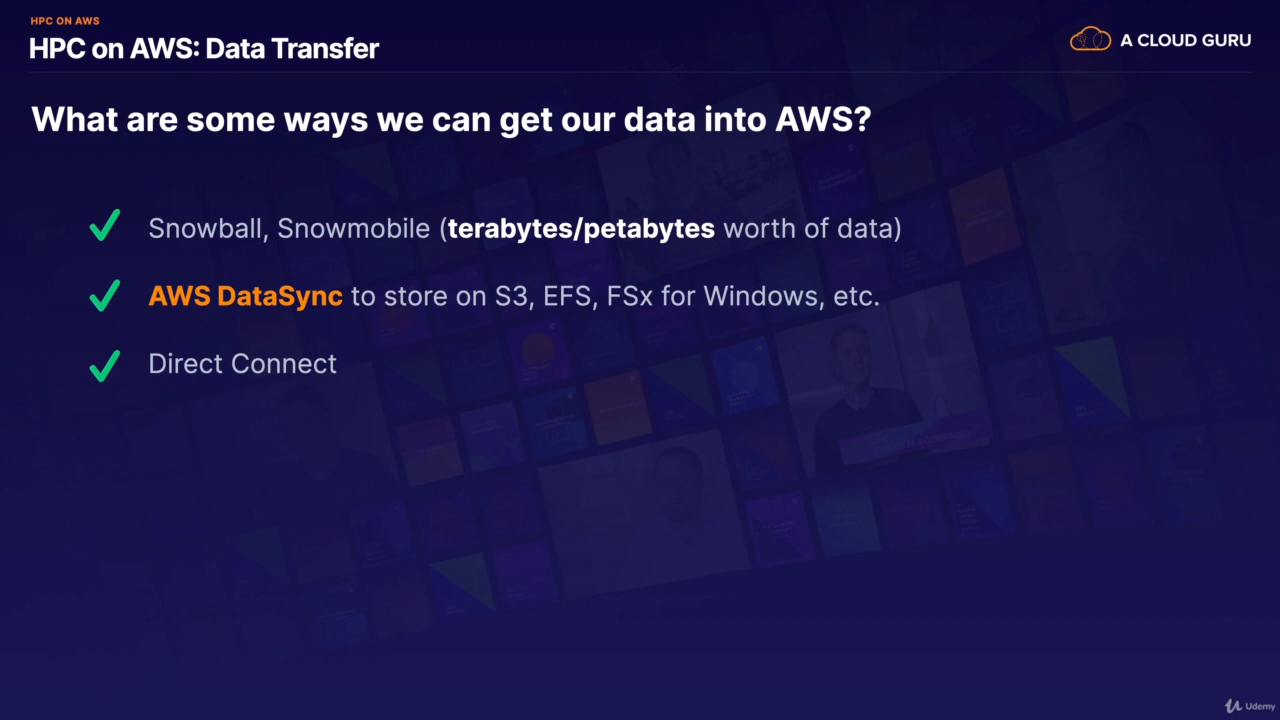 HPC ON AWS
HPC on AWS: Data Transfer
A CLOUD GURU
What are some ways we can get our data into AWS?
Snowball, Snowmobile (terabytes/petabytes worth of data)
AWS DataSync to store on S3, EFS, FSx for Windows, etc.
Direct Connect
Udemy